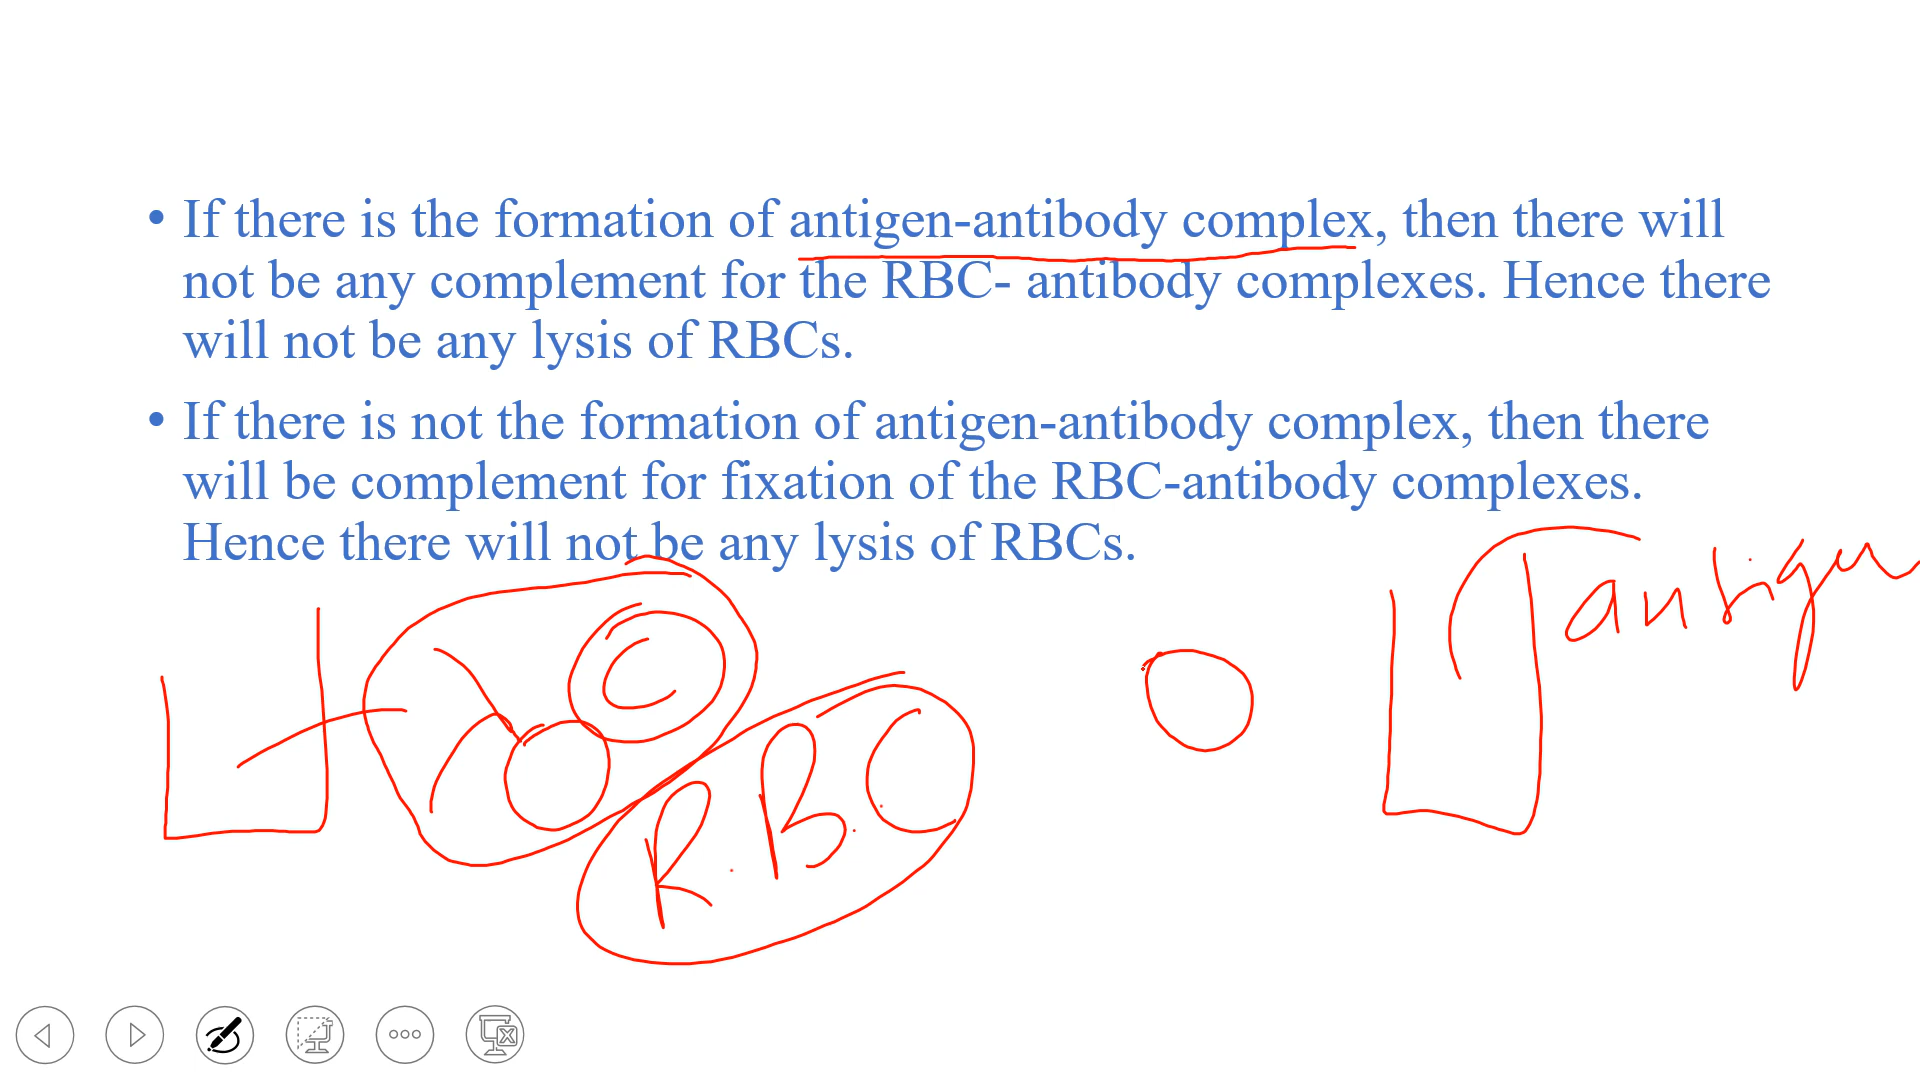 • If there is the formation of antigen-antibody complex, then there will
not be any complement for the RBC- antibody complexes. Hence there
will not be any lysis of RBCs.
• If there is not the formation of antigen-antibody complex, then there
will be complement for fixation of the RBC-antibody complexes.
Hence there will not be any lysis of RBCs.
antigen
C
R.B.C